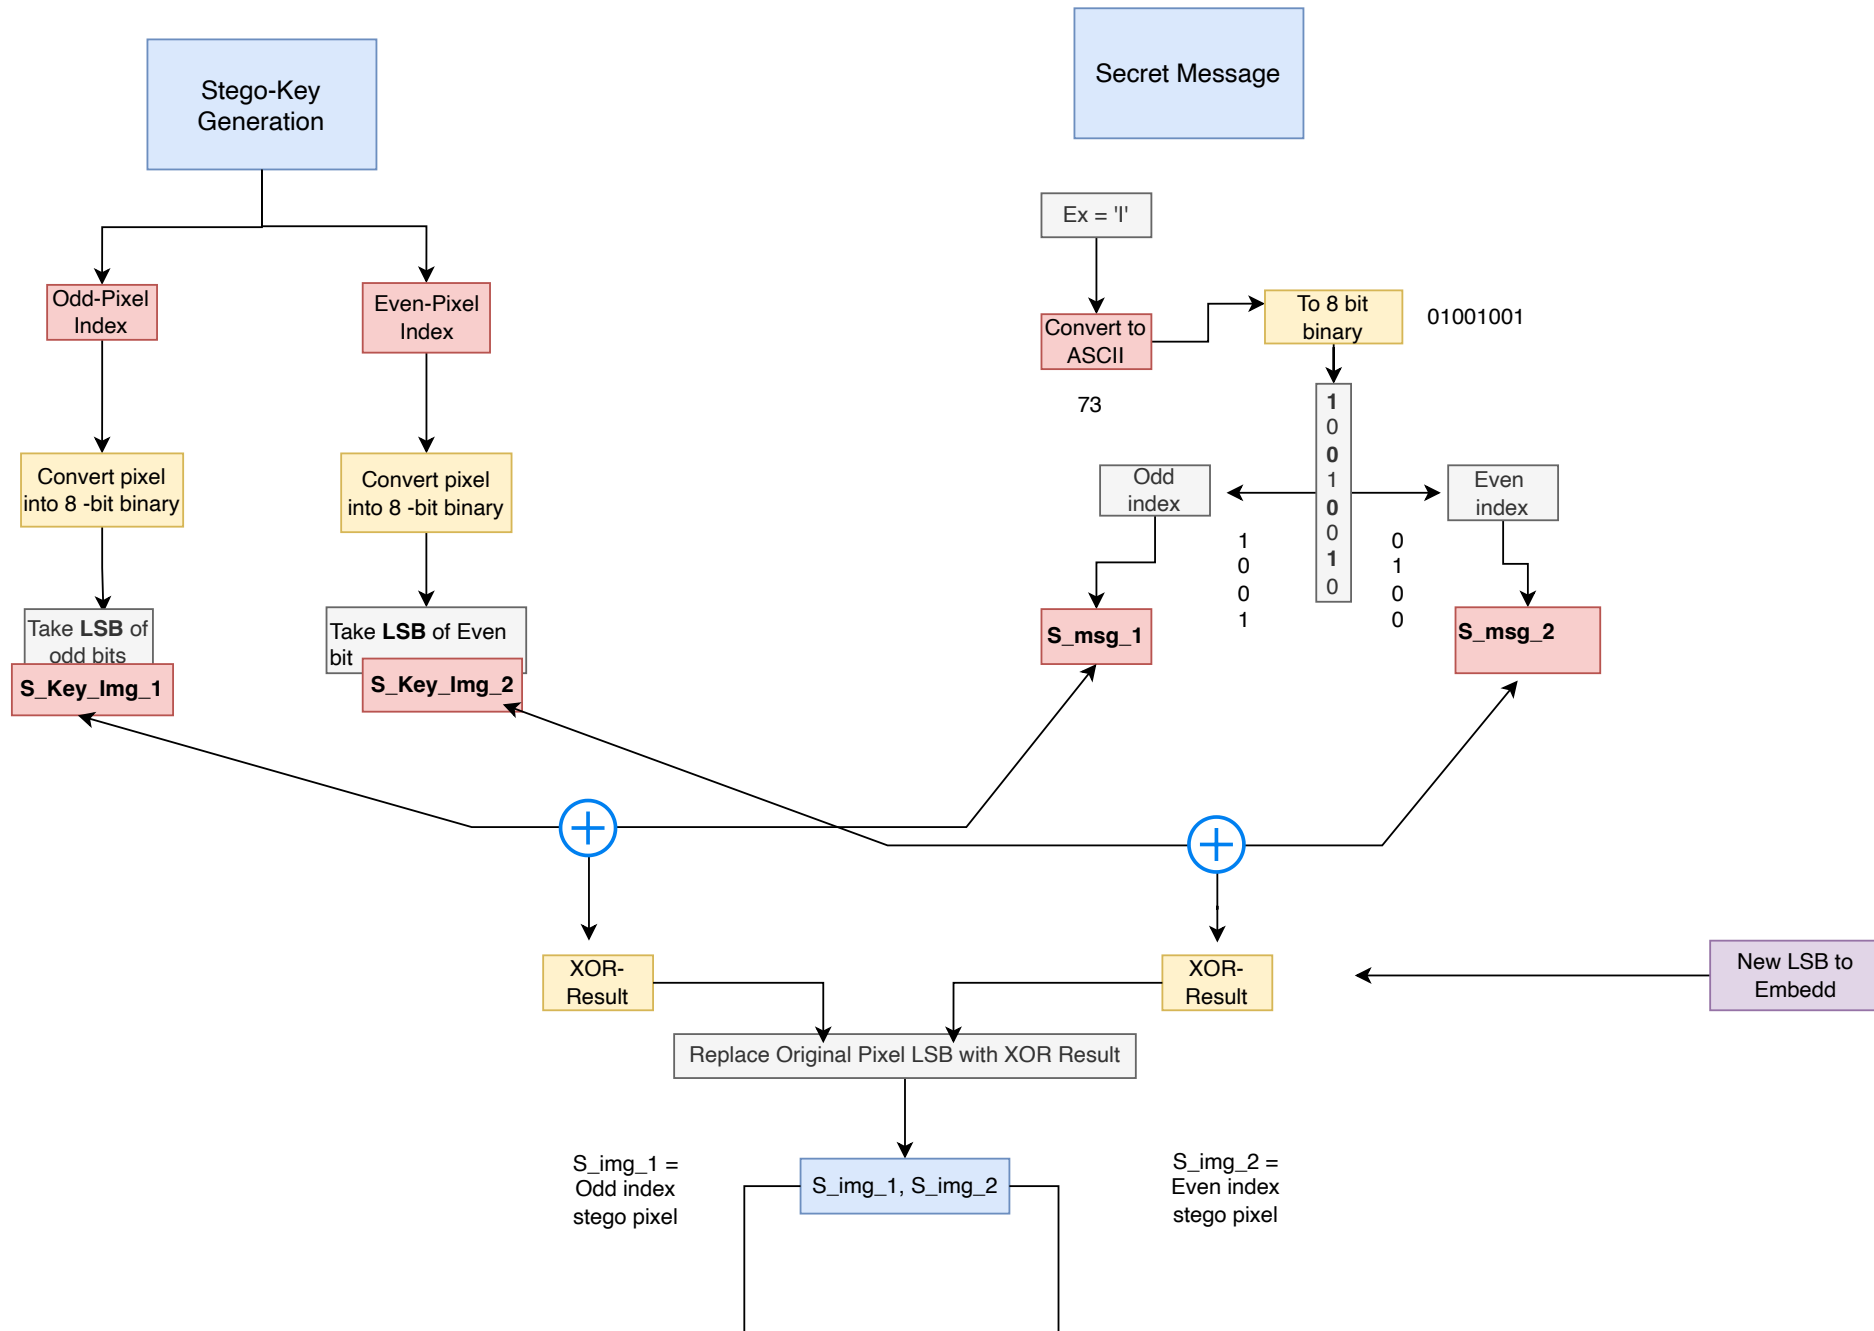 Stego-Key
Generation
Secret Message
Ex = 'I'
Odd-Pixel
Index
Even-Pixel
Index
Convert to
ASCII
To 8 bit
binary
01001001
73
1
0
0
1
0
0
1
0
Convert pixel
into 8 -bit binary
Convert pixel
into 8 -bit binary
Odd
index
Even
index
1
0
0
1
0
1
0
0
Take LSB of
odd bits
S_Key_Img_1
Take LSB of Even
bit
S_Key_Img_2
S_msg_1
S_msg_2
XOR-
Result
XOR-
Result
New LSB to
Embedd
Replace Original Pixel LSB with XOR Result
S_img_1 =
Odd index
stego pixel
S_img_1, S_img_2
S_img_2 =
Even index
stego pixel